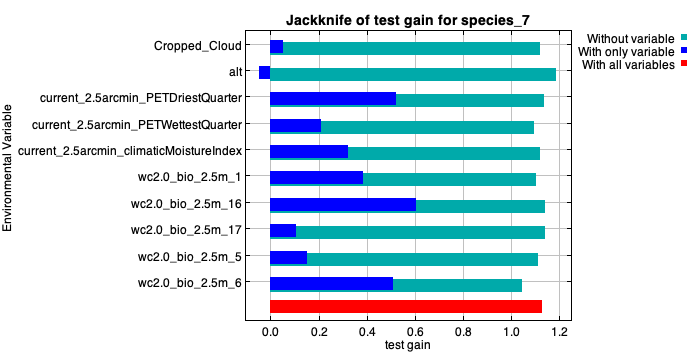 Jackknife of test gain for species_7
Without variable
With only variable
With all variables
Environmental Variable
Cropped_Cloud
alt
current_2.5arcmin_PETDriestQuarter
current_2.5arcmin_PETWettestQuarter
current_2.5arcmin_climaticMoistureIndex
wc2.0_bio_2.5m_1
wc2.0_bio_2.5m_16
wc2.0_bio_2.5m_17
wc2.0_bio_2.5m_5
wc2.0_bio_2.5m_6
0.0 0.2 0.4 0.6 0.8 1.0 1.2
test gain